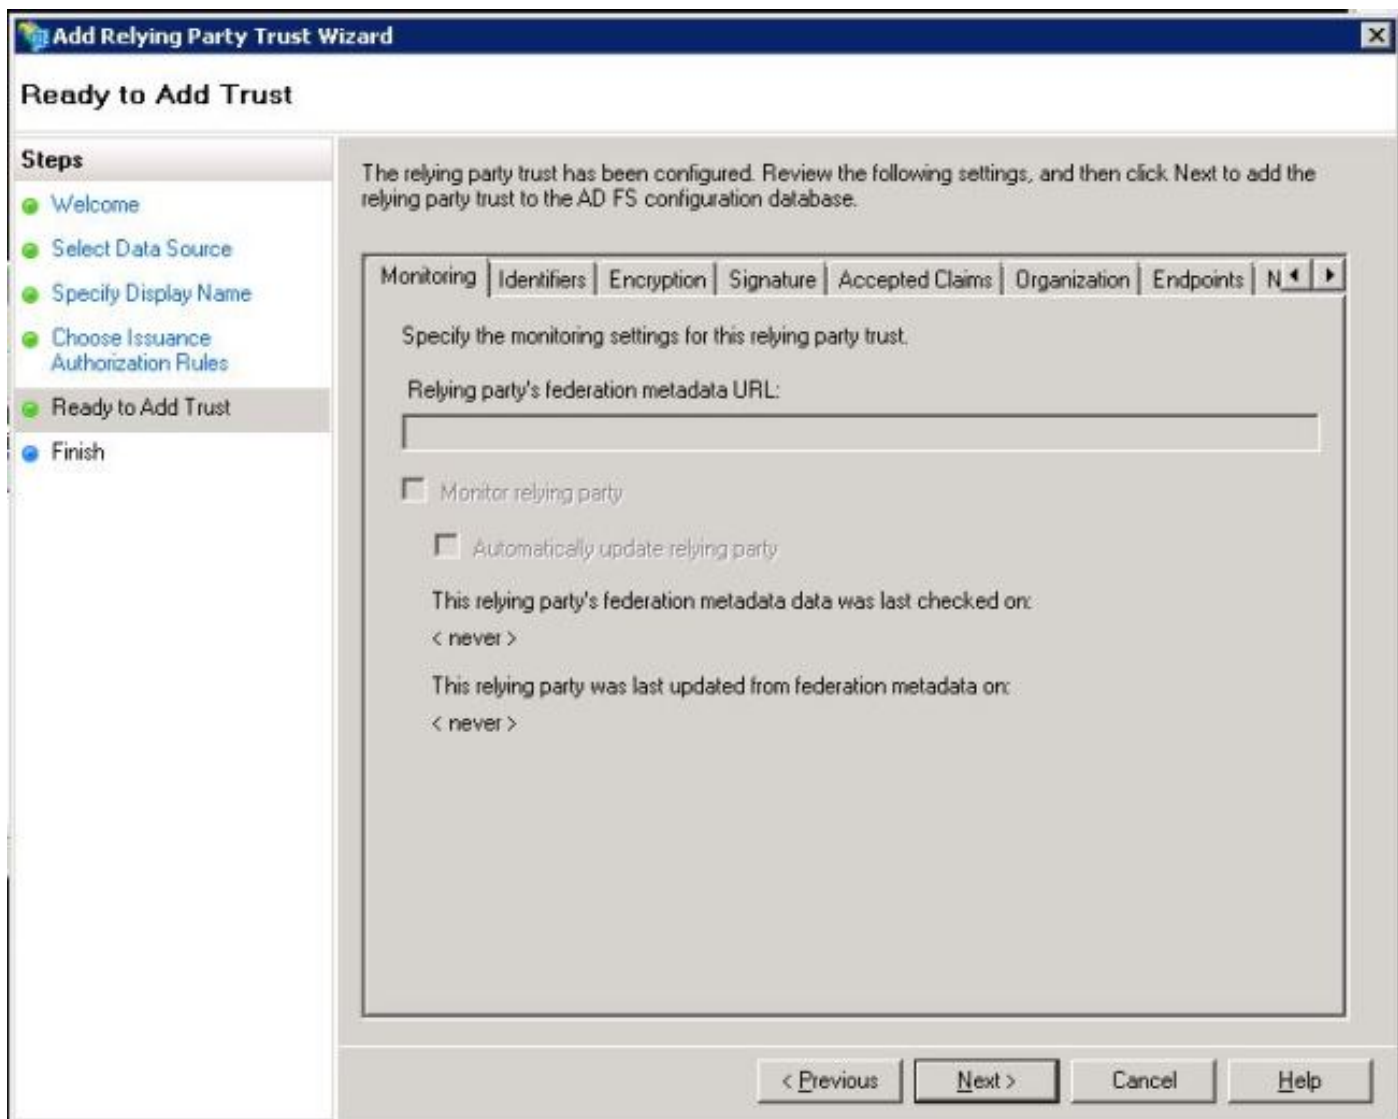 Add Relying Party Trust Wizard
Ready to Add Trust
Steps
Welcome
Select Data Source
Specify Display Name
Choose Issuance
Authorization Rules
Ready to Add Trust
Finish
The relying party trust has been configured. Review the following settings, and then click Next to add the
relying party trust to the AD FS configuration database.
Monitoring Identifiers Encryption Signature Accepted Claims Organization Endpoints N
Specify the monitoring settings for this relying party trust.
Relying party's federation metadata URL:
Monitor relying party
Automatically update relying party
This relying party's federation metadata data was last checked on:
< never >
This relying party was last updated from federation metadata on:
< never >
< Previous Next > Cancel Help